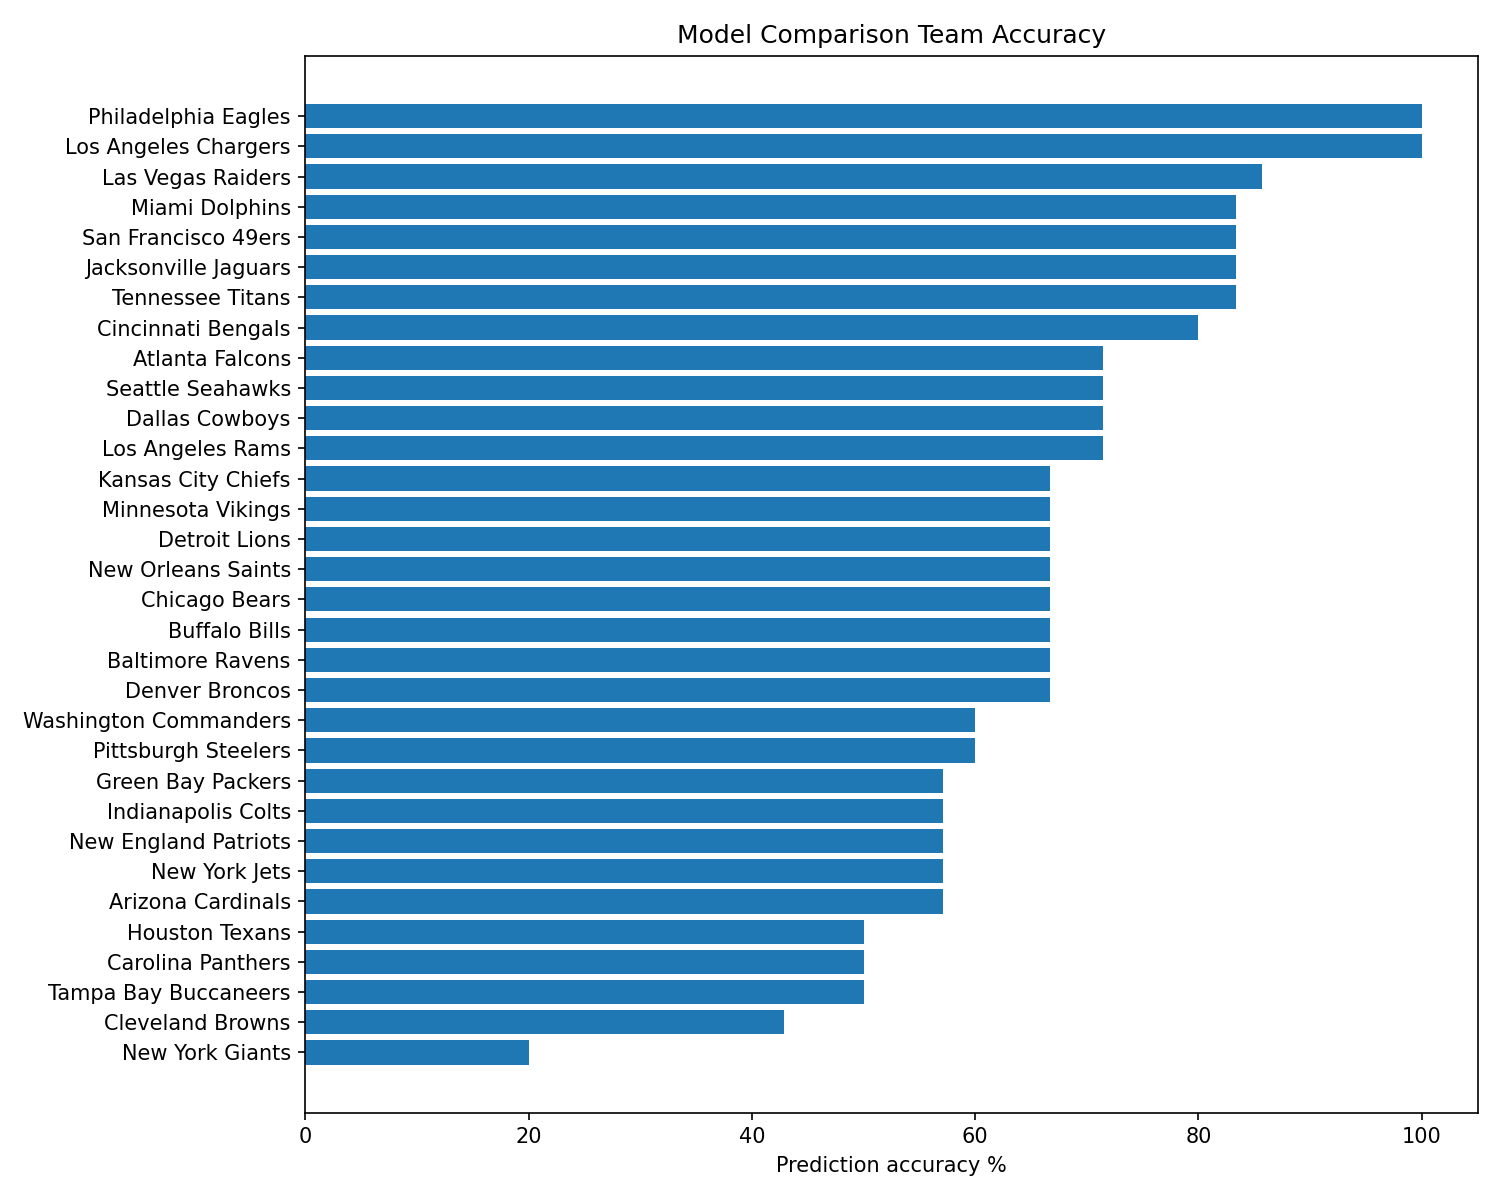 Model Comparison Team Accuracy
Philadelphia Eagles
Los Angeles Chargers
Las Vegas Raiders
Miami Dolphins
San Francisco 49ers
Jacksonville Jaguars
Tennessee Titans
Cincinnati Bengals
Atlanta Falcons
Seattle Seahawks
Dallas Cowboys
Los Angeles Rams
Kansas City Chiefs
Minnesota Vikings
Detroit Lions
New Orleans Saints
Chicago Bears
Buffalo Bills
Baltimore Ravens
Denver Broncos
Washington Commanders
Pittsburgh Steelers
Green Bay Packers
Indianapolis Colts
New England Patriots
New York Jets
Arizona Cardinals
Houston Texans
Carolina Panthers
Tampa Bay Buccaneers
Cleveland Browns
New York Giants
0 20 40 60 80 100
Prediction accuracy %